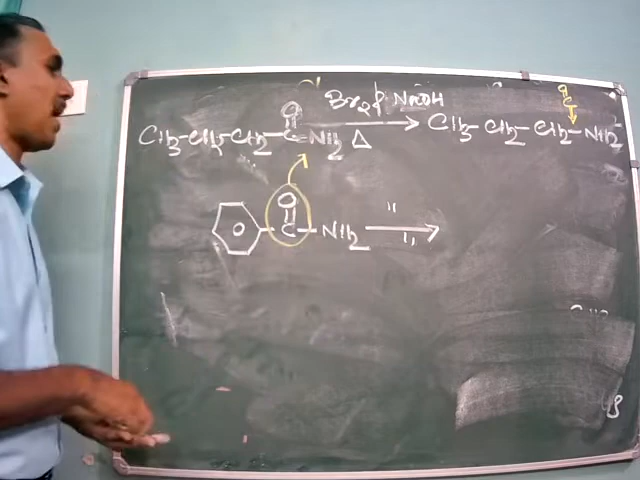 O O
Br2 / NaOH C
CH3-CH2-CH2-C-NH2 Δ → CH3-CH2-CH2-NH2
O
C-NH2 " →
"